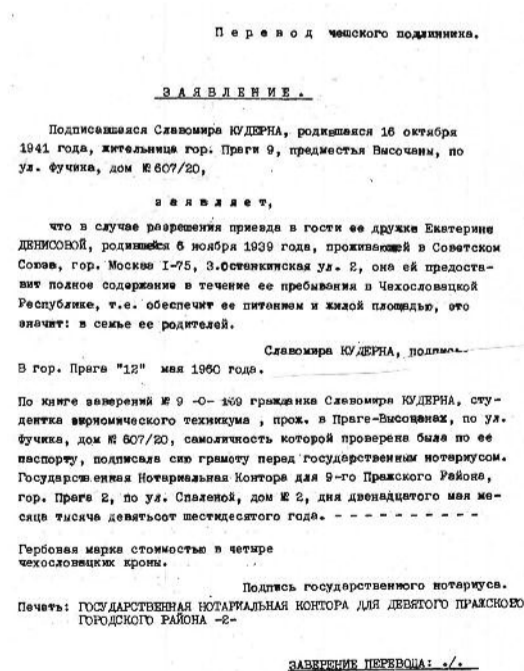 Перевод чешского подлинника.
ЗАЯВЛЕНИЕ.
Подписавшаяся Славомира КУДЕРНА, родившаяся 16 октября
1941 года, жительница гор. Праги 9, предместья Высочаны, по
ул. Фучика, дом № 607/20,
заявляет,
что в случае разрешения приезда в гости ее дружке Екатерине
ДЕНИСОВОЙ, родившейся 6 ноября 1939 года, проживающей в Советском
Союзе, гор. Москва I-75, 3.Останкинская ул. 2, она ей предоста-
вит полное содержание в течение ее пребывания в Чехословацкой
Республике, т.е. обеспечит ее питанием и жилой площадью, это
значит: в семье ее родителей.
Славомира КУДЕРНА, подпись.
В гор. Прага "12" мая 1960 года.
По книге заверений № 9 -0- 169 гражданка Славомира КУДЕРНА, сту-
дентка экономического техникума , прож. в Праге-Высочанах, по ул.
Фучика, дом № 607/20, самоличность которой проверена была по ее
паспорту, подписала сию грамоту перед государственным нотариусом.
Государственная Нотариальная Контора для 9-го Пражского Района,
гор. Прага 2, по ул. Спаленой, дом № 2, дня двенадцатого мая ме-
сяца тысяча девятьсот шестидесятого года. - - - - - - - - - -
Гербовая марка стоимостью в четыре
чехословацких кроны.
Подпись государственного нотариуса.
Печать: ГОСУДАРСТВЕННАЯ НОТАРИАЛЬНАЯ КОНТОРА ДЛЯ ДЕВЯТОГО ПРАЖСКОГО
ГОРОДСКОГО РАЙОНА -2-
ЗАВЕРЕНИЕ ПЕРЕВОДА: ./.